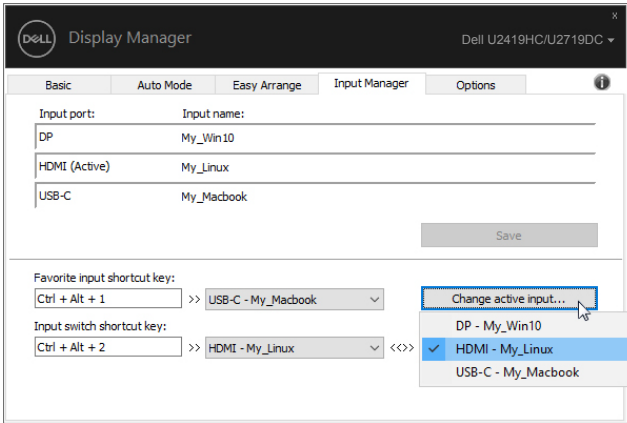 x
DELL Display Manager Dell U2419HC/U2719DC
Basic Auto Mode Easy Arrange Input Manager Options i
Input port: Input name:
DP My_Win10
HDMI (Active) My_Linux
USB-C My_Macbook
Save
Favorite input shortcut key:
Ctrl + Alt + 1 >> USB-C - My_Macbook Change active input...
Input switch shortcut key:
DP - My_Win10
Ctrl + Alt + 2 >> HDMI - My_Linux <<>> ✓ HDMI - My_Linux
USB-C - My_Macbook